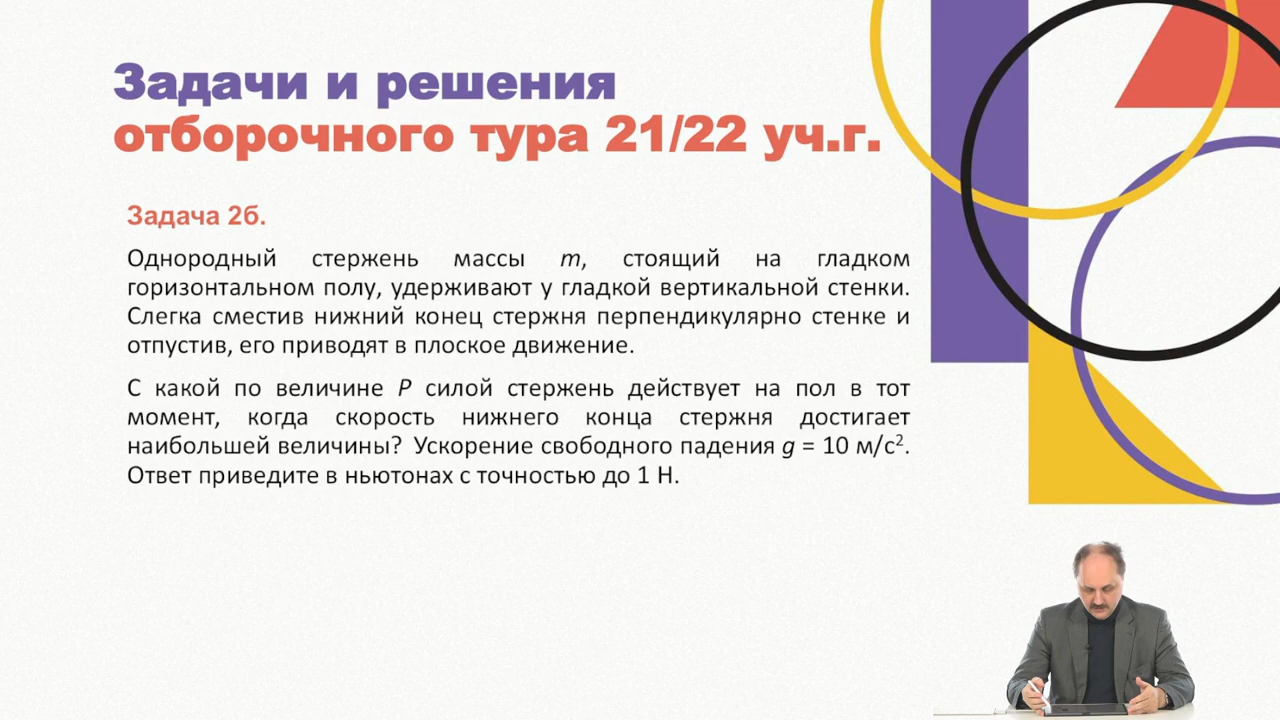 Задачи и решения
отборочного тура 21/22 уч.г.
Задача 2б.
Однородный стержень массы m, стоящий на гладком
горизонтальном полу, удерживают у гладкой вертикальной стенки.
Слегка сместив нижний конец стержня перпендикулярно стенке и
отпустив, его приводят в плоское движение.
С какой по величине P силой стержень действует на пол в тот
момент, когда скорость нижнего конца стержня достигает
наибольшей величины? Ускорение свободного падения g = 10 м/с².
Ответ приведите в ньютонах с точностью до 1 Н.